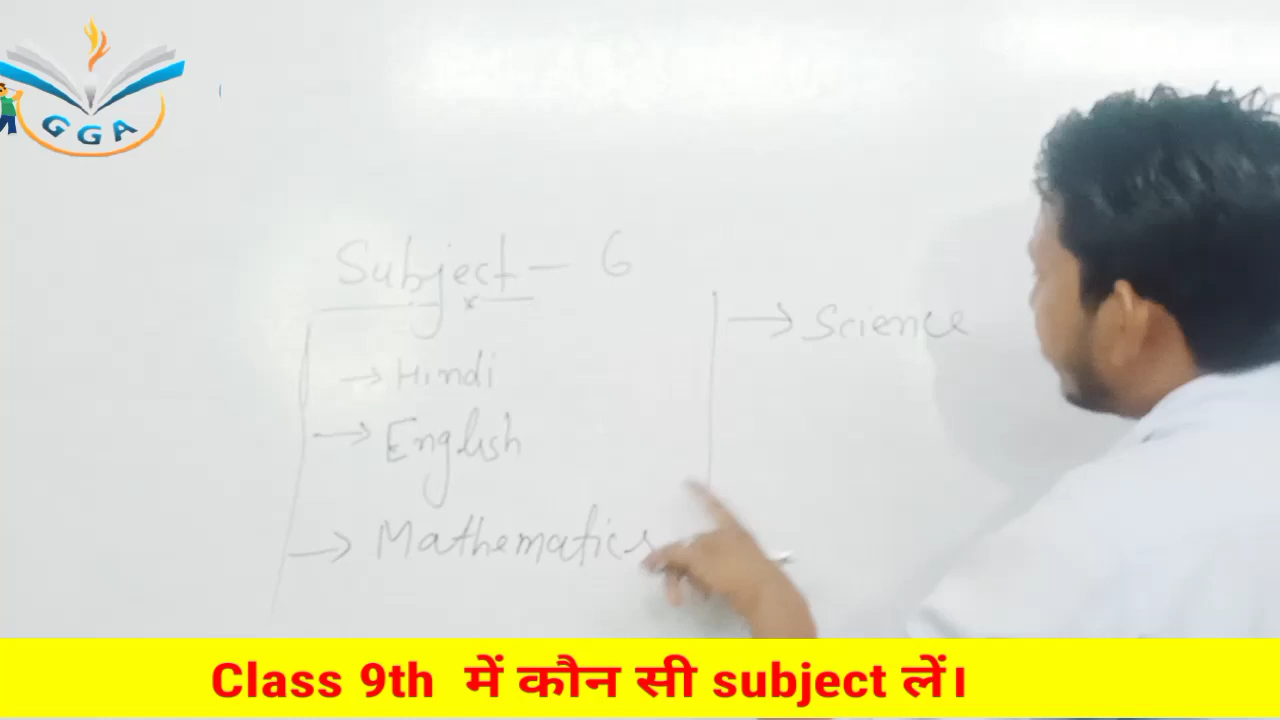 GGA
Subject - 6
→ Hindi
→ English
→ Mathematics
→ Science
Class 9th में कौन सी subject लें।